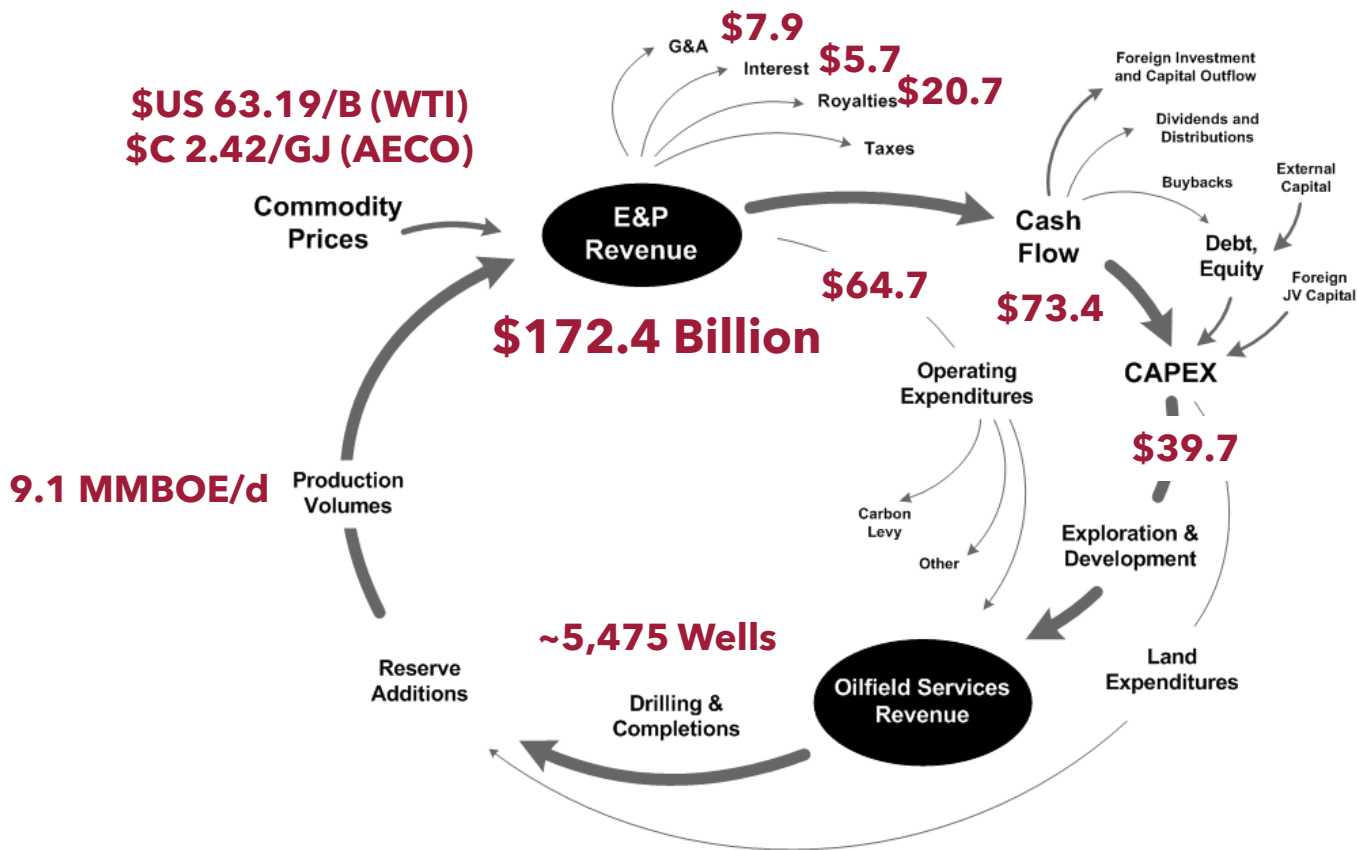 G&A
$7.9
Interest
$5.7
Royalties
$20.7
Taxes
Foreign Investment
and Capital Outflow
Dividends and
Distributions
Buybacks
External
Capital
$US 63.19/B (WTI)
$C 2.42/GJ (AECO)
Commodity
Prices
E&P
Revenue
$172.4 Billion
Cash
Flow
$73.4
Debt,
Equity
Foreign
JV Capital
$64.7
Operating
Expenditures
CAPEX
$39.7
9.1 MMBOE/d
Production
Volumes
Carbon
Levy
Other
Exploration &
Development
~5,475 Wells
Reserve
Additions
Drilling &
Completions
Oilfield Services
Revenue
Land
Expenditures